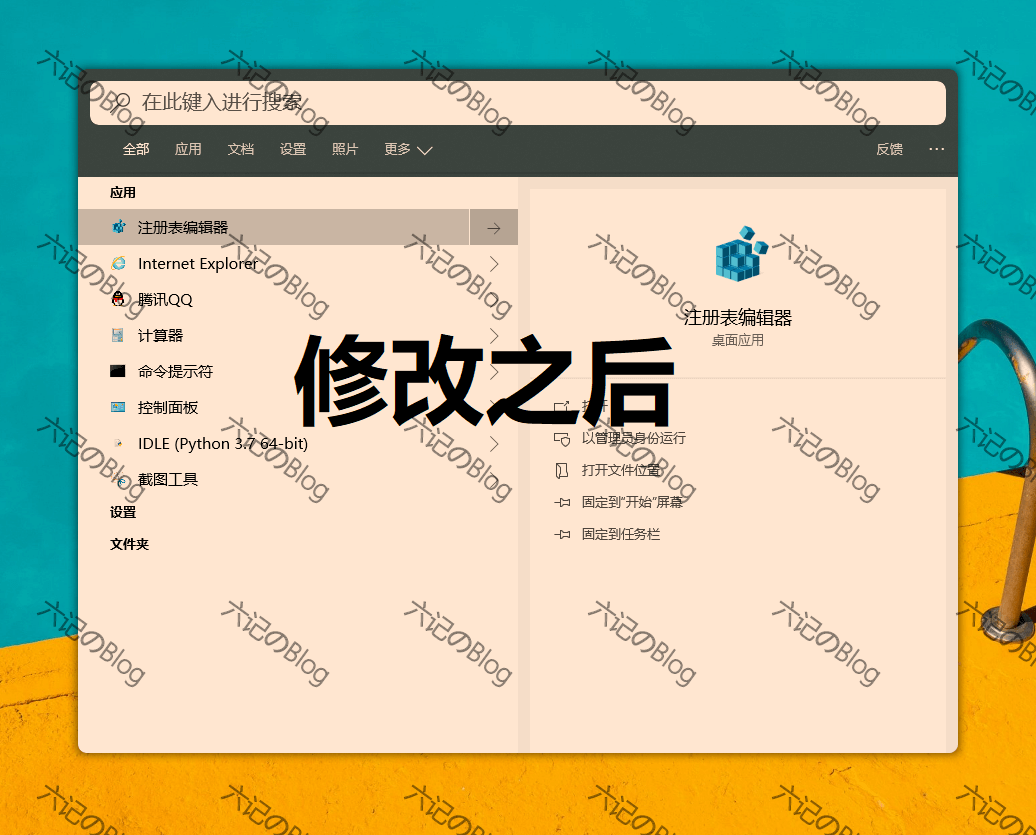 在此键入进行搜索
全部 应用 文档 设置 照片 更多 反馈 ···
应用
注册表编辑器
Internet Explorer
腾讯QQ
计算器
命令提示符
控制面板
IDLE (Python 3.7 64-bit)
截图工具
设置
文件夹
注册表编辑器
桌面应用
打开
以管理员身份运行
打开文件位置
固定到"开始"屏幕
固定到任务栏
修改之后
六记のBlog